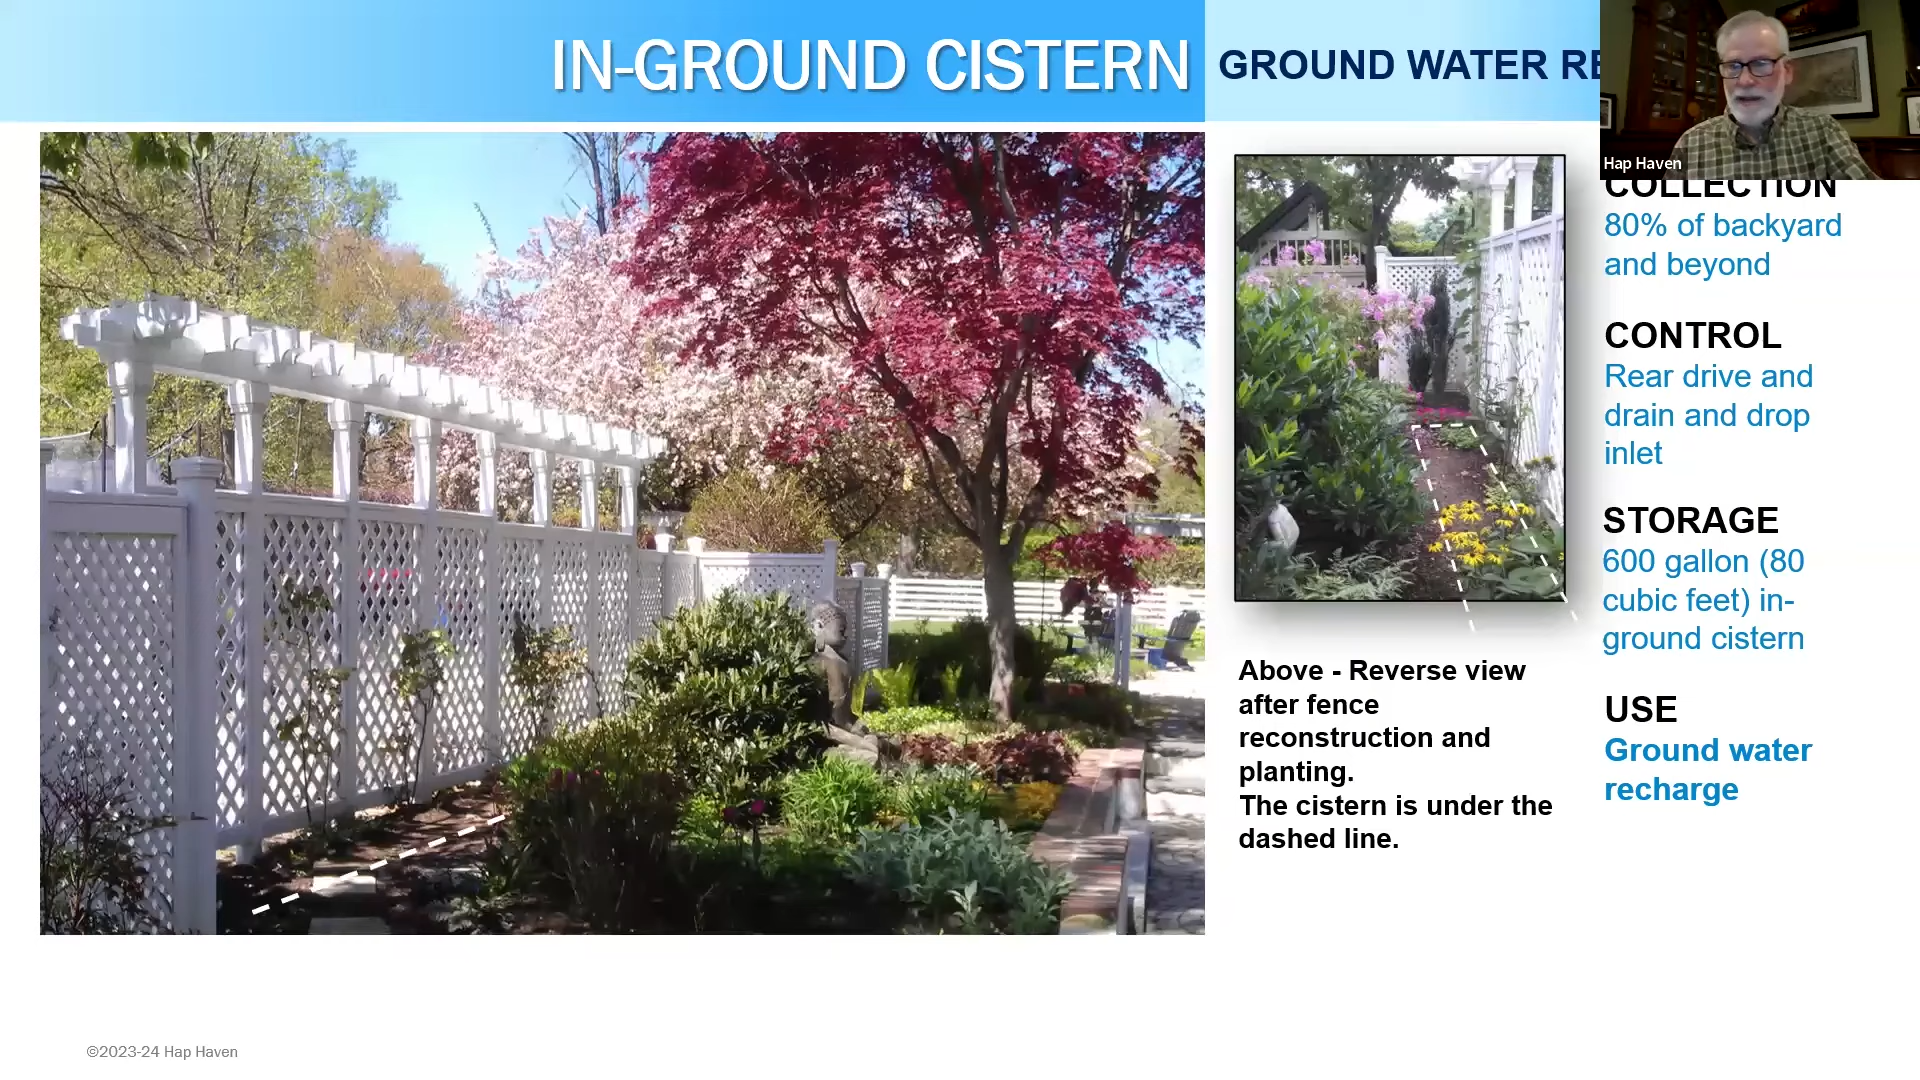 IN-GROUND CISTERN
GROUND WATER
Hap Haven
COLLECTION
80% of backyard
and beyond
CONTROL
Rear drive and
drain and drop
inlet
STORAGE
600 gallon (80
cubic feet) in-
ground cistern
USE
Ground water
recharge
Above - Reverse view
after fence
reconstruction and
planting.
The cistern is under the
dashed line.
©2023-24 Hap Haven